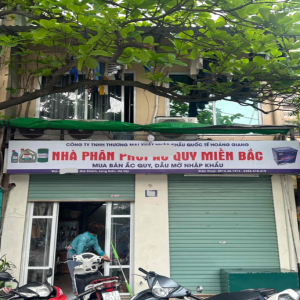 CÔNG TY TNHH THƯƠNG MẠI XUẤT NHẬP KHẨU QUỐC TẾ HOÀNG GIANG
NHÀ PHÂN PHỐI ẮC QUY MIỀN BẮC
MUA BÁN ẮC QUY, DẦU MỠ NHẬP KHẨU